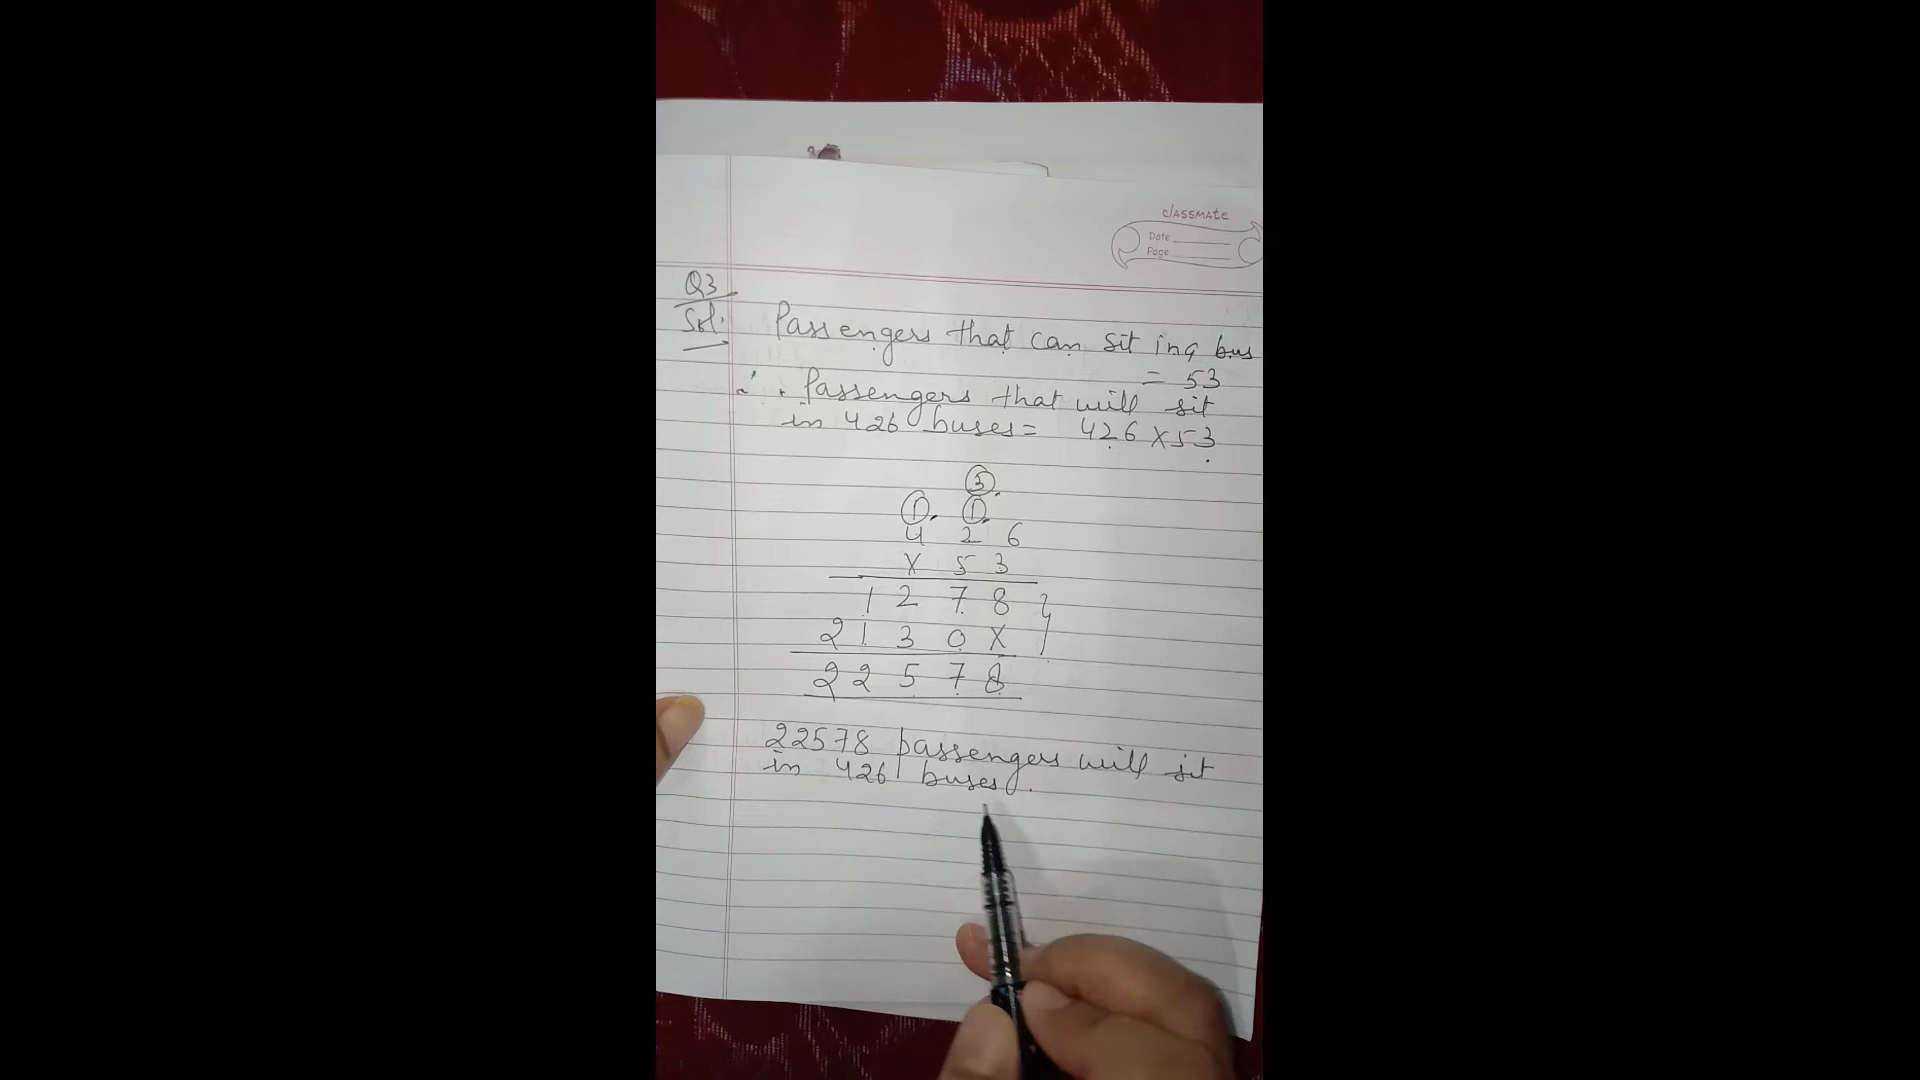 classmate
Date
Page
Q3
Sol. Passengers that can sit in a bus
= 53
∴ Passengers that will sit
in 426 buses = 426 X 53
3
1 1
4 2 6
X 5 3
1 2 7 8
2 1 3 0 X
2 2 5 7 8
22578 passengers will sit
in 426 buses.